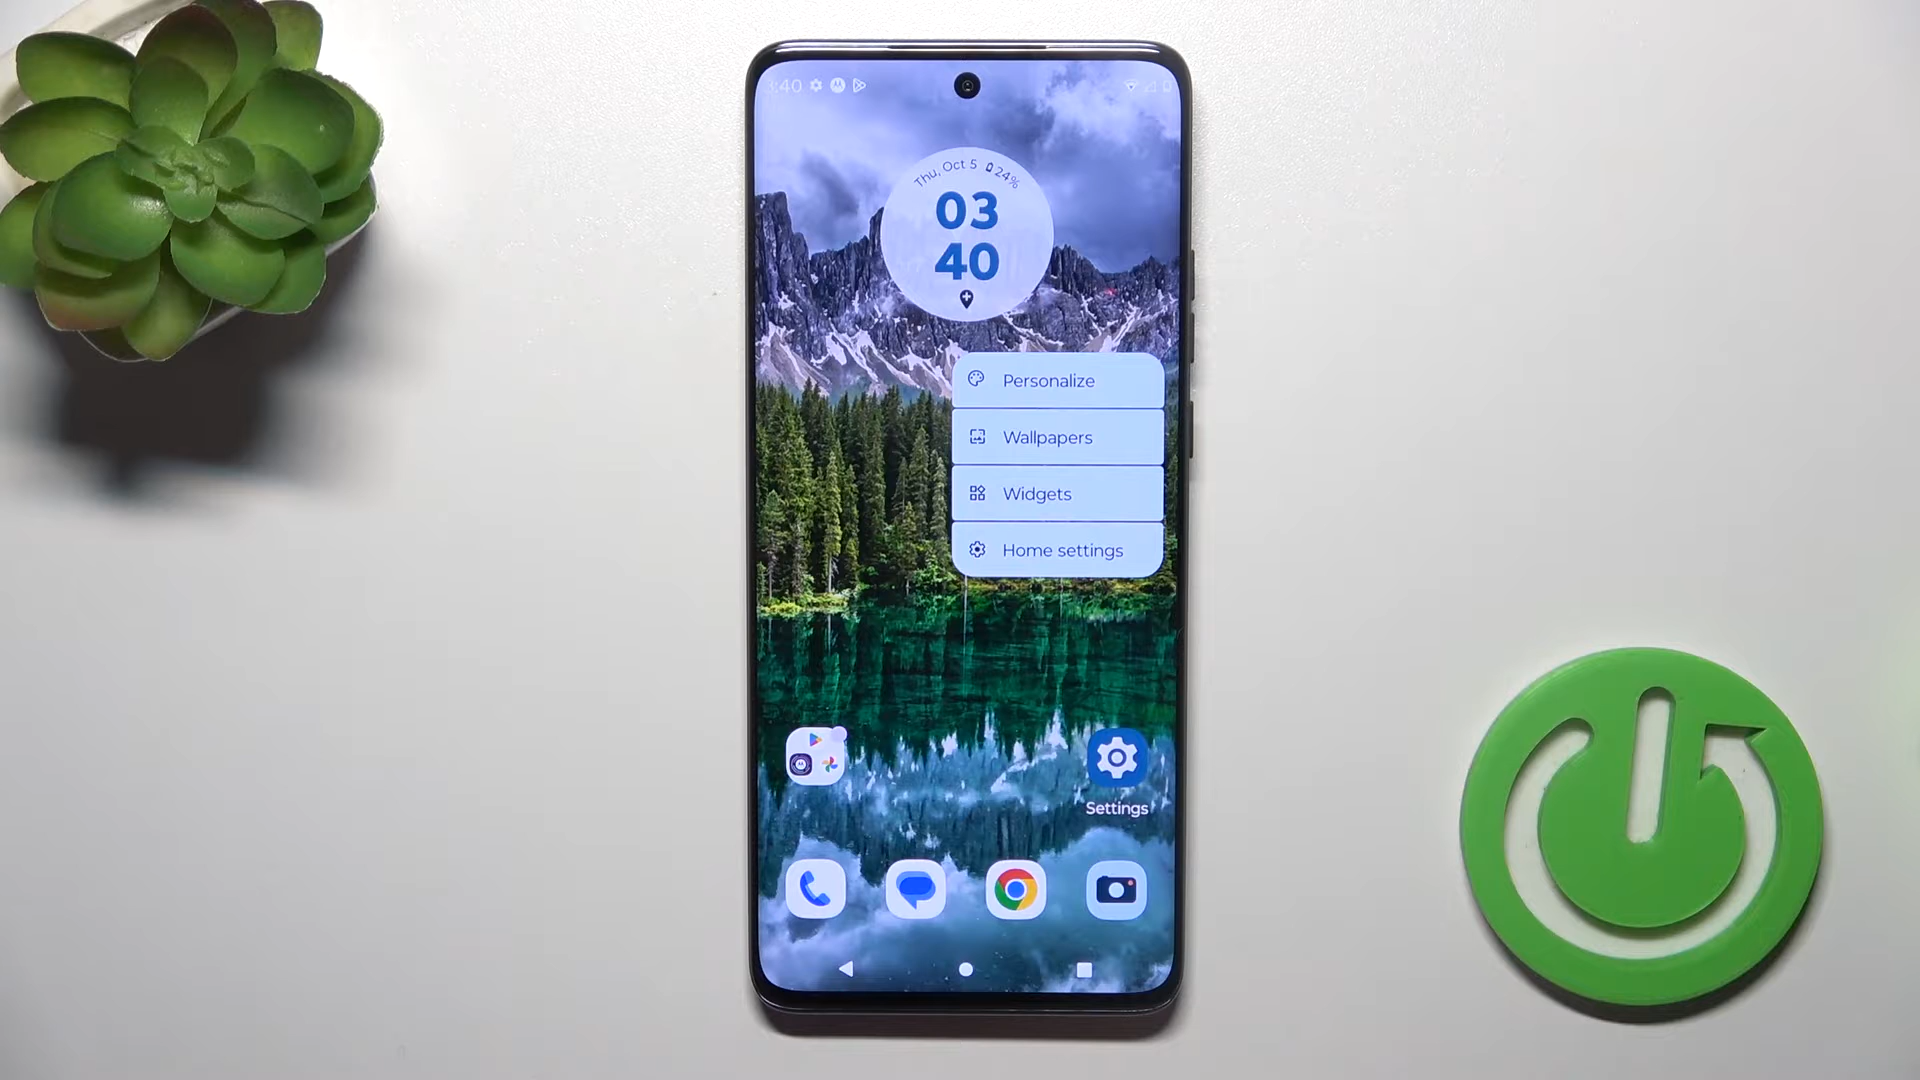 :40
Thu, Oct 5 24%
03
40
Personalize
Wallpapers
Widgets
Home settings
Settings